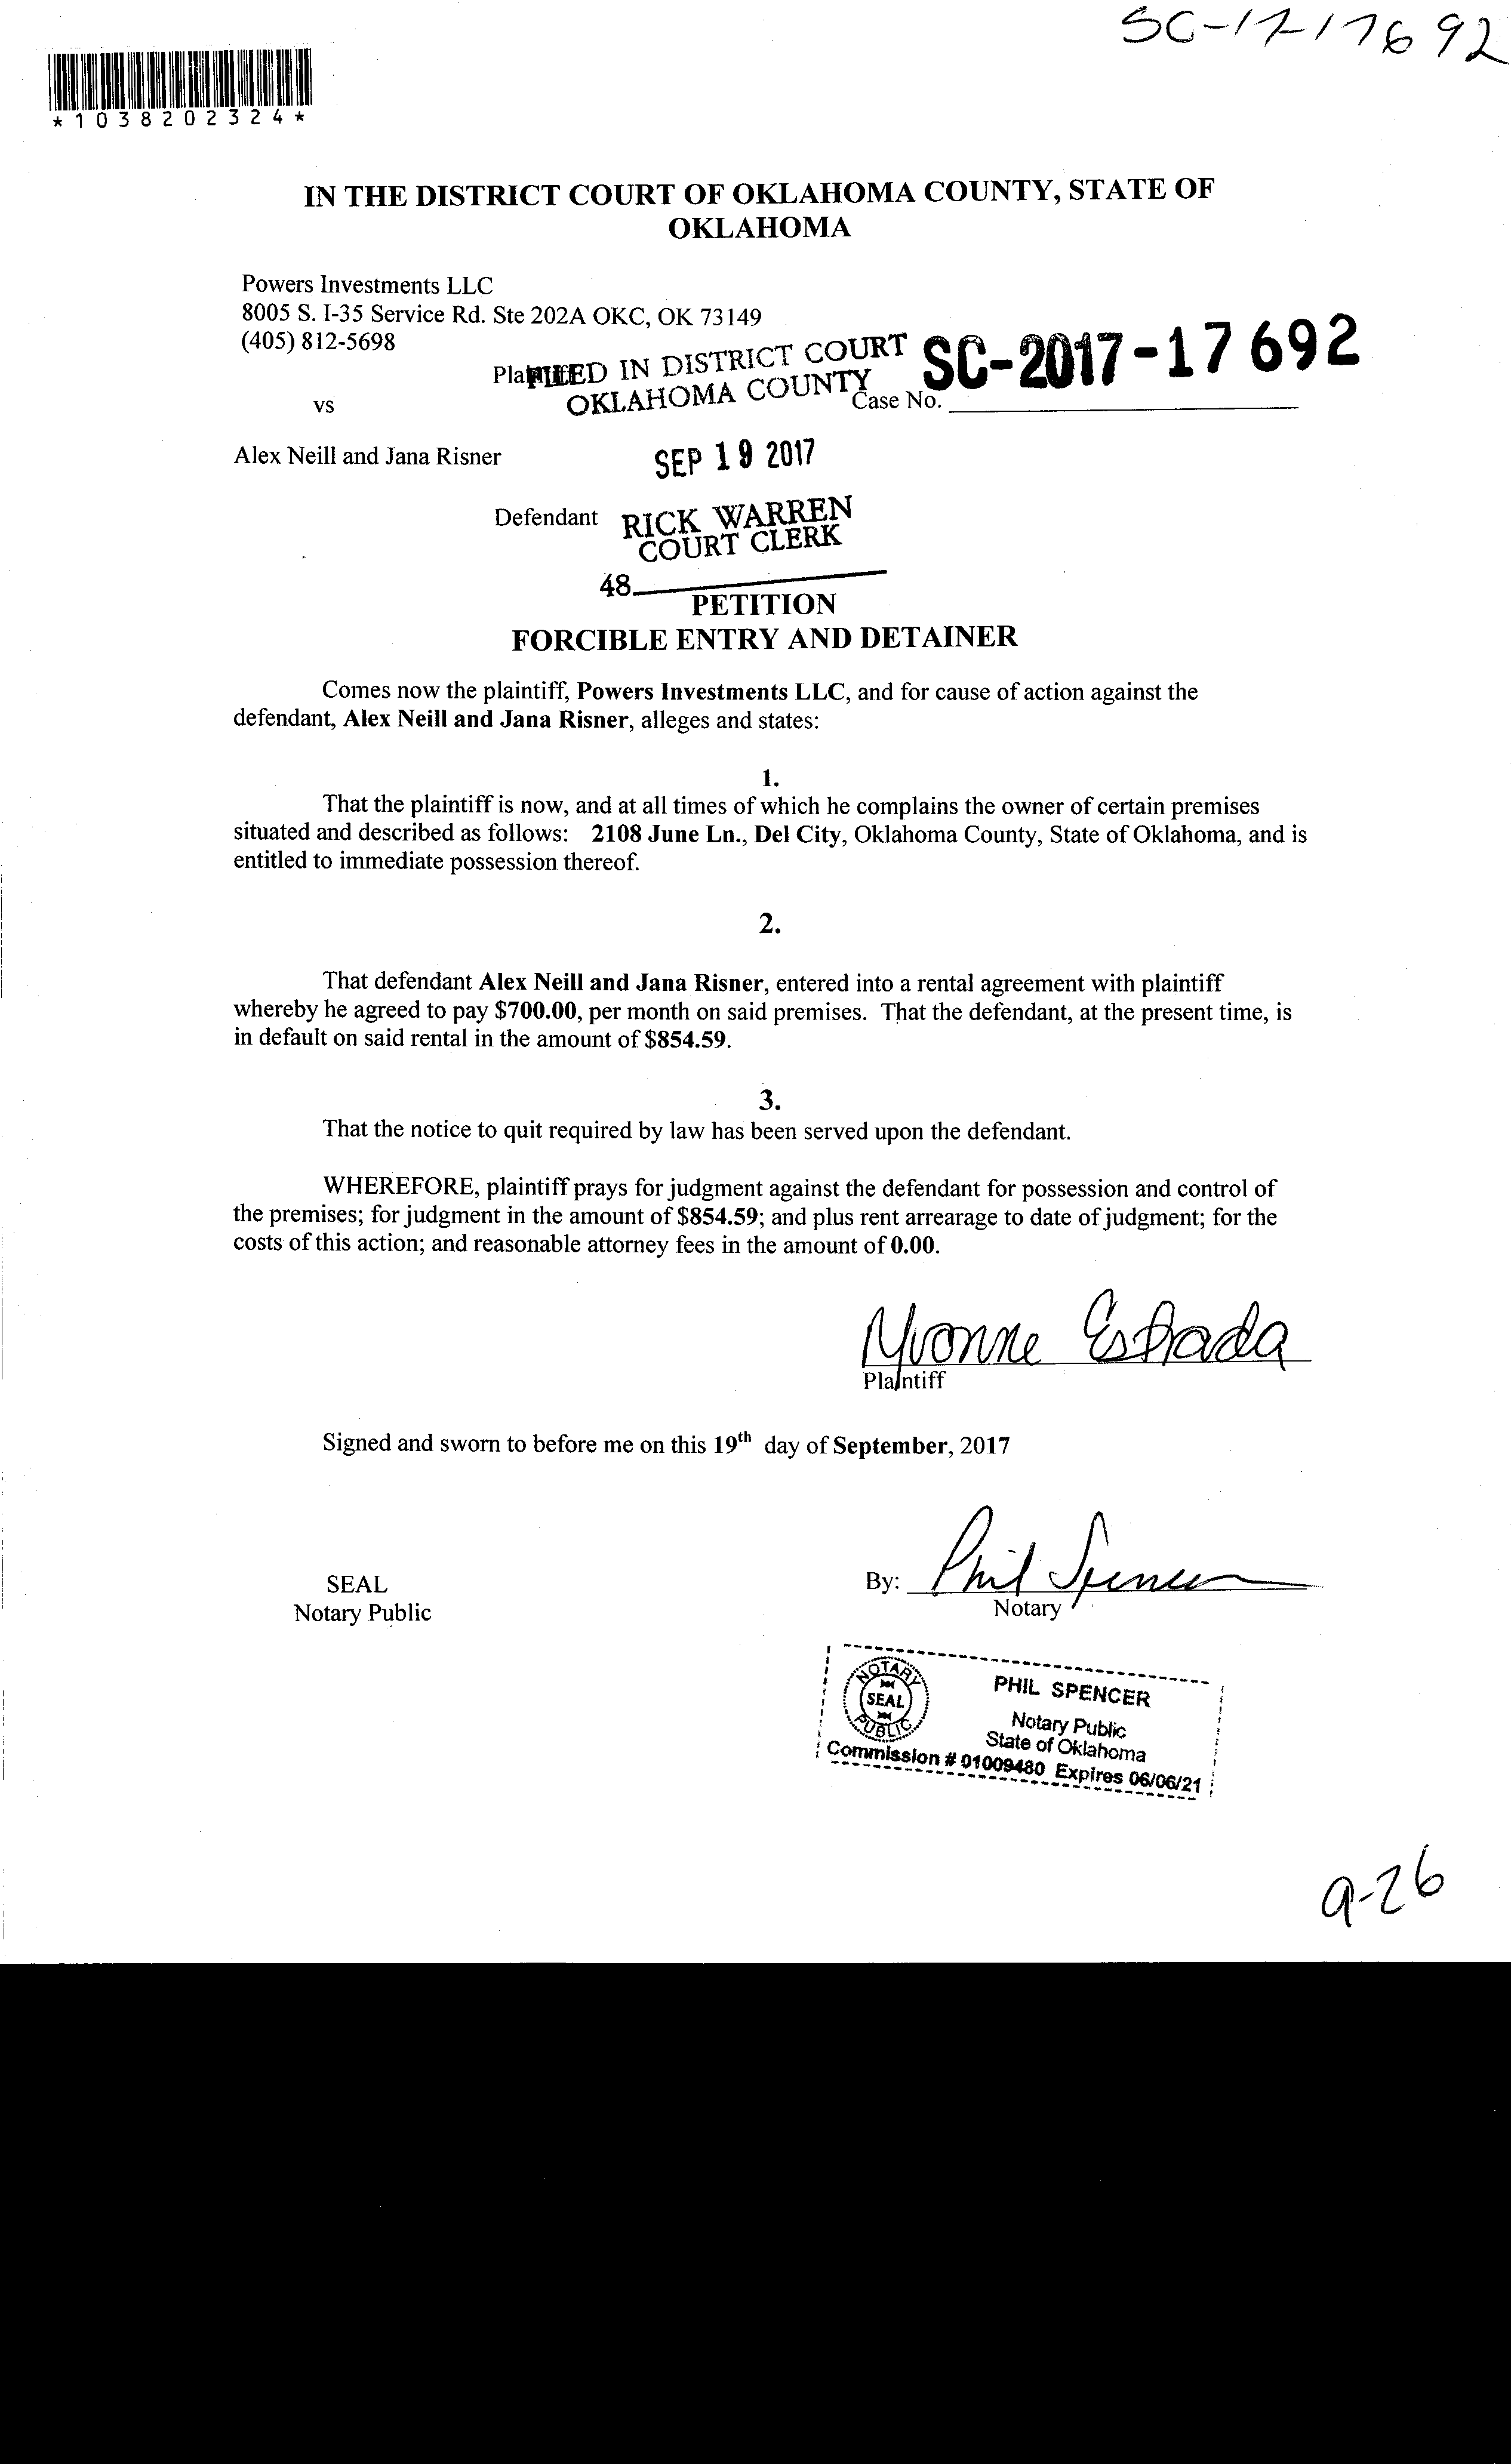 SC-17-17692
*1038202324*
IN THE DISTRICT COURT OF OKLAHOMA COUNTY, STATE OF
OKLAHOMA
Powers Investments LLC
8005 S. I-35 Service Rd. Ste 202A OKC, OK 73149
(405) 812-5698
FILED IN DISTRICT COURT
OKLAHOMA COUNTY
SC-2017-17692
vs
Case No.
Alex Neill and Jana Risner
SEP 19 2017
Defendant
RICK WARREN
COURT CLERK
48
PETITION
FORCIBLE ENTRY AND DETAINER
Comes now the plaintiff, Powers Investments LLC, and for cause of action against the
defendant, Alex Neill and Jana Risner, alleges and states:
1.
That the plaintiff is now, and at all times of which he complains the owner of certain premises
situated and described as follows: 2108 June Ln., Del City, Oklahoma County, State of Oklahoma, and is
entitled to immediate possession thereof.
2.
That defendant Alex Neill and Jana Risner, entered into a rental agreement with plaintiff
whereby he agreed to pay $700.00, per month on said premises. That the defendant, at the present time, is
in default on said rental in the amount of $854.59.
3.
That the notice to quit required by law has been served upon the defendant.
WHEREFORE, plaintiff prays for judgment against the defendant for possession and control of
the premises; for judgment in the amount of $854.59; and plus rent arrearage to date of judgment; for the
costs of this action; and reasonable attorney fees in the amount of 0.00.
Yvonne Estrada
Plaintiff
Signed and sworn to before me on this 19th day of September, 2017
SEAL
Notary Public
By: Phil Spencer
Notary
NOTARY
SEAL
PUBLIC
PHIL SPENCER
Notary Public
State of Oklahoma
Commission # 01009480 Expires 06/06/21
9-26